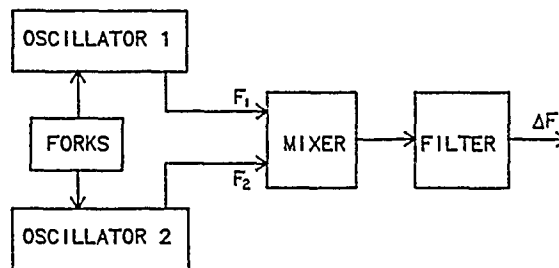 OSCILLATOR 1
F₁
FORKS
MIXER
FILTER
ΔF
F₂
OSCILLATOR 2